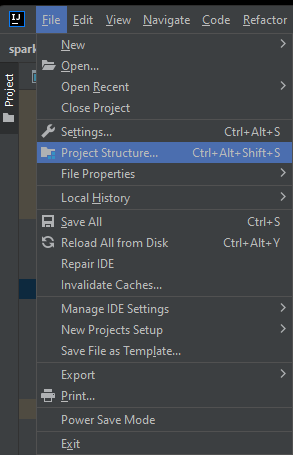 IJ File Edit View Navigate Code Refactor
spark
Project
New
Open...
Open Recent
Close Project
Settings... Ctrl+Alt+S
Project Structure... Ctrl+Alt+Shift+S
File Properties
Local History
Save All Ctrl+S
Reload All from Disk Ctrl+Alt+Y
Repair IDE
Invalidate Caches...
Manage IDE Settings
New Projects Setup
Save File as Template...
Export
Print...
Power Save Mode
Exit